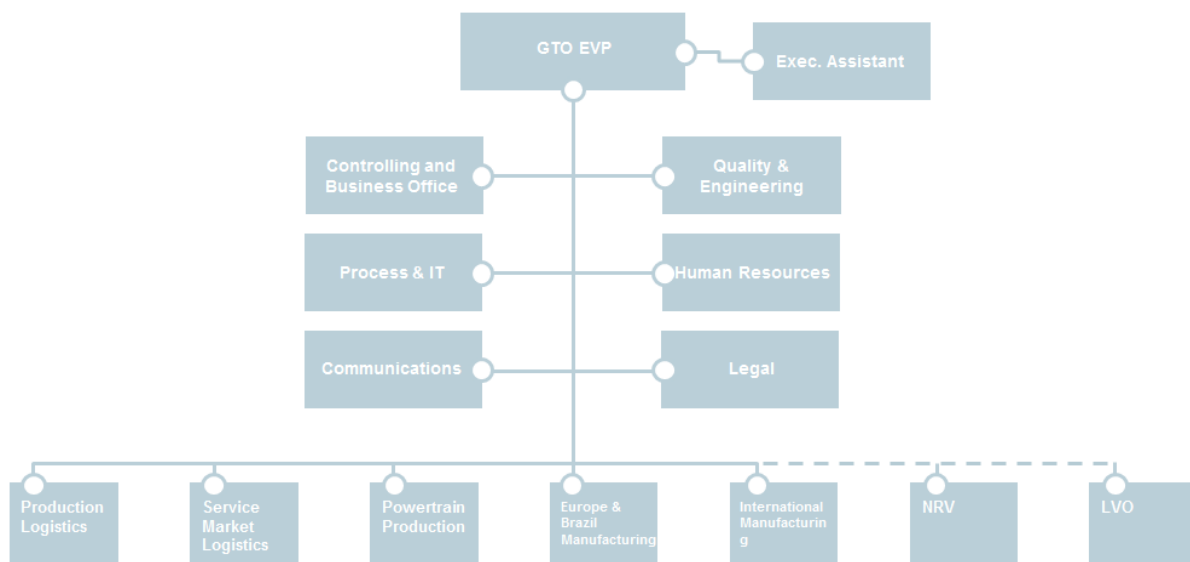 GTO EVP
Exec. Assistant
Controlling and
Business Office
Quality &
Engineering
Process & IT
Human Resources
Communications
Legal
Production
Logistics
Service
Market
Logistics
Powertrain
Production
Europe &
Brazil
Manufacturing
International
Manufacturin
g
NRV
LVO